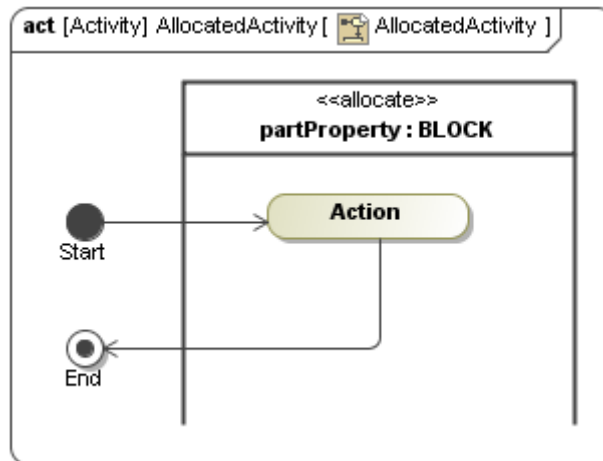 act [Activity] AllocatedActivity [ AllocatedActivity ]
<<allocate>>
partProperty : BLOCK
Action
Start
End